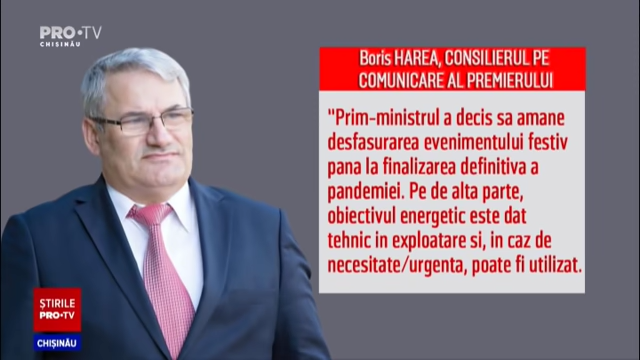 PRO•TV
CHIȘINĂU
Boris HAREA, CONSILIERUL PE
COMUNICARE AL PREMIERULUI
"Prim-ministrul a decis sa amane
desfasurarea evenimentului festiv
pana la finalizarea definitiva a
pandemiei. Pe de alta parte,
obiectivul energetic este dat
tehnic in exploatare si, in caz de
necesitate/urgenta, poate fi utilizat.
ȘTIRILE
PRO•TV
CHIȘINĂU